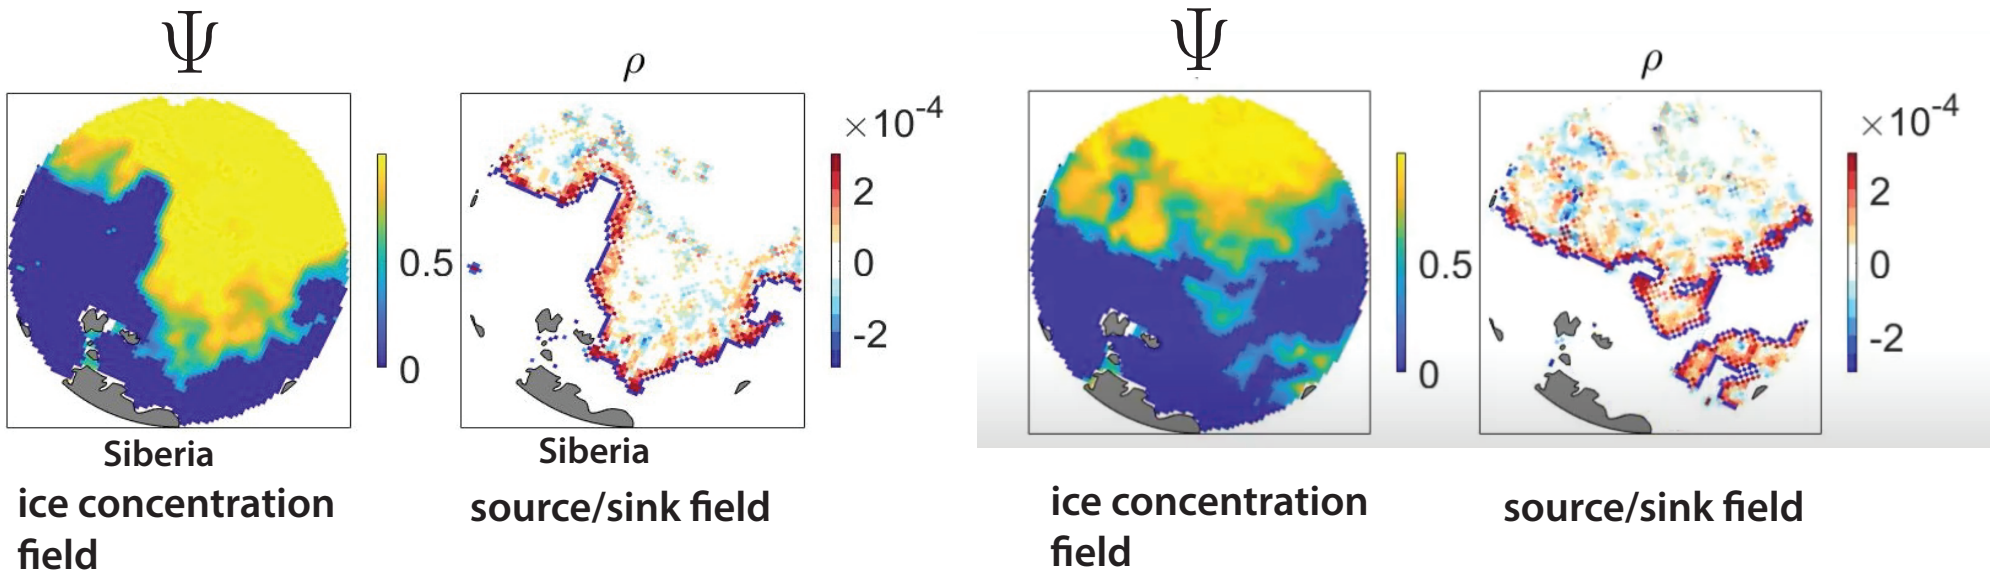 Ψ
ρ
×10⁻⁴
2
0
-2
0.5
0
Siberia
Siberia
ice concentration
field
source/sink field
Ψ
ρ
×10⁻⁴
2
0
-2
0.5
0
ice concentration
field
source/sink field